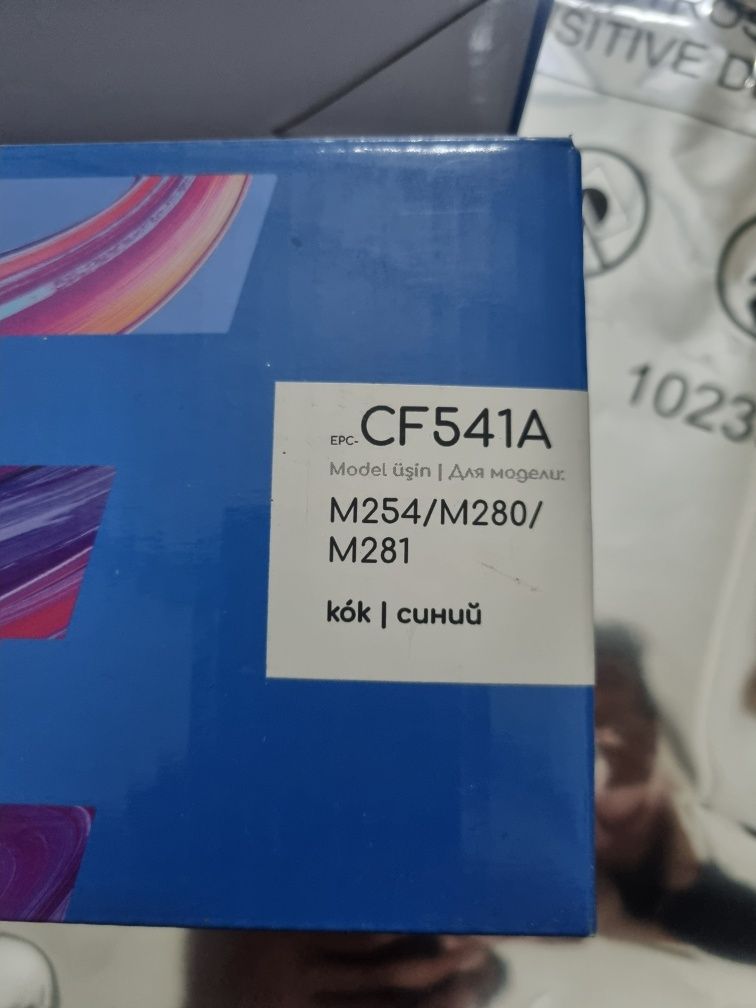 SITIVE
1023
EPC-CF541A
Model üşin | Для модели:
M254/M280/
M281
kók | синий